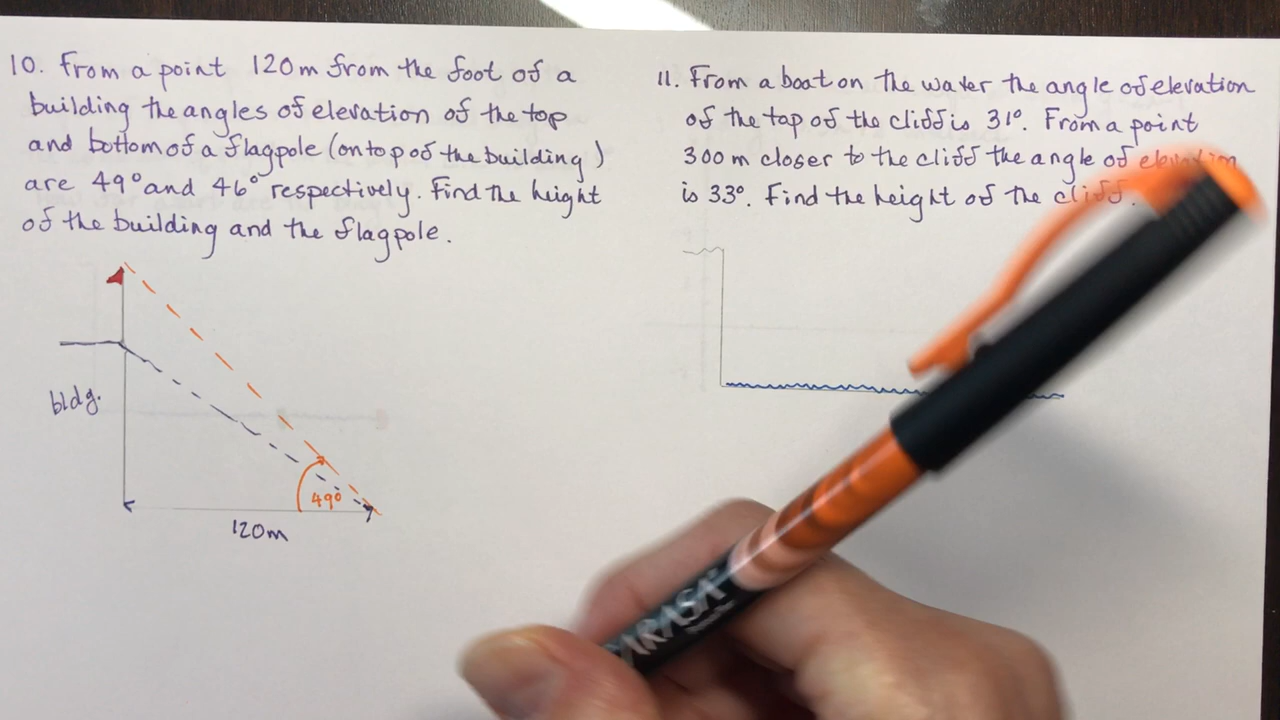 10. From a point 120m from the foot of a
building the angles of elevation of the top
and bottom of a flagpole (on top of the building)
are 49° and 46° respectively. Find the height
of the building and the flagpole.
bldg.
49°
120m
11. From a boat on the water the angle of elevation
of the top of the cliff is 31°. From a point
300 m closer to the cliff the angle of elevation
is 33°. Find the height of the cliff.
ARASA